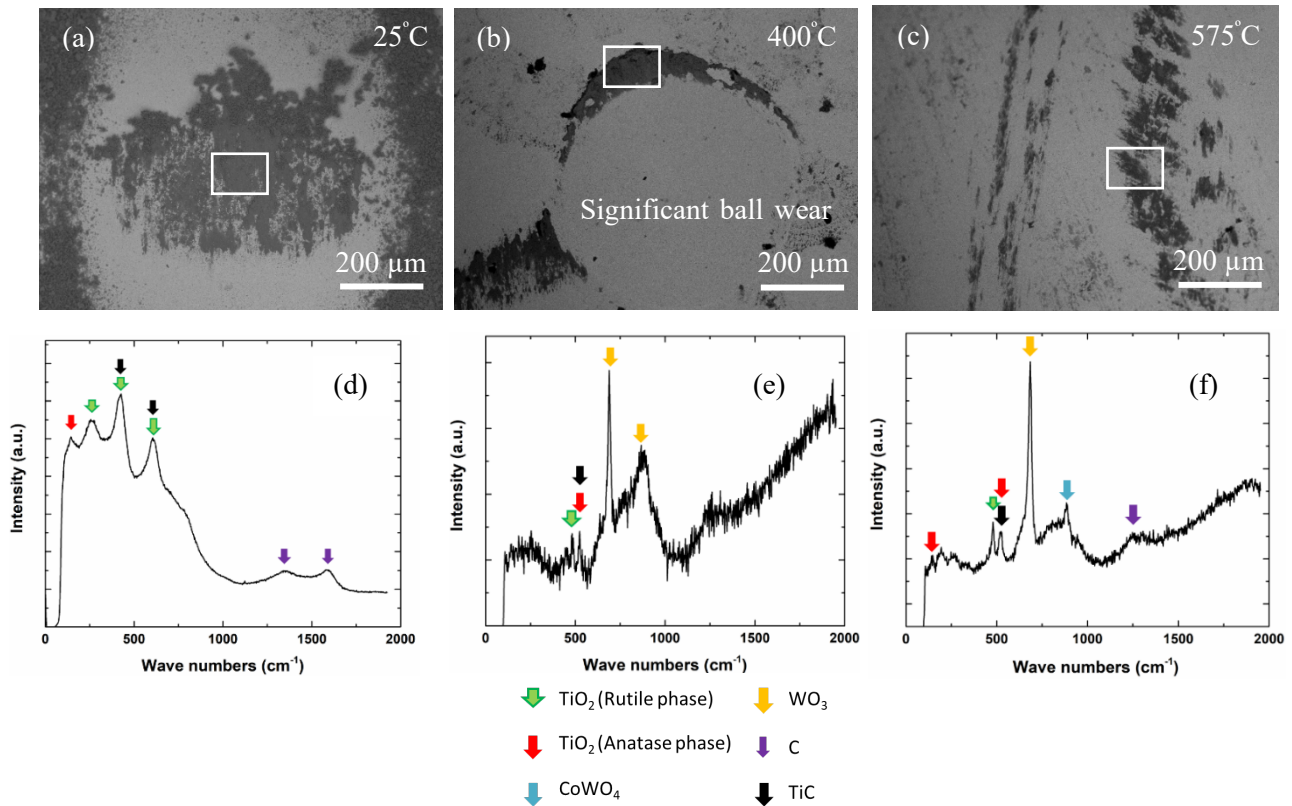 (a) 25°C
200 µm
(b) 400°C
Significant ball wear
200 µm
(c) 575°C
200 µm
(d)
Intensity (a.u.)
0 500 1000 1500 2000
Wave numbers (cm⁻¹)
(e)
Intensity (a.u.)
0 500 1000 1500 2000
Wave numbers (cm⁻¹)
(f)
Intensity (a.u.)
0 500 1000 1500 2000
Wave numbers (cm⁻¹)
TiO₂ (Rutile phase)
TiO₂ (Anatase phase)
CoWO₄
WO₃
C
TiC